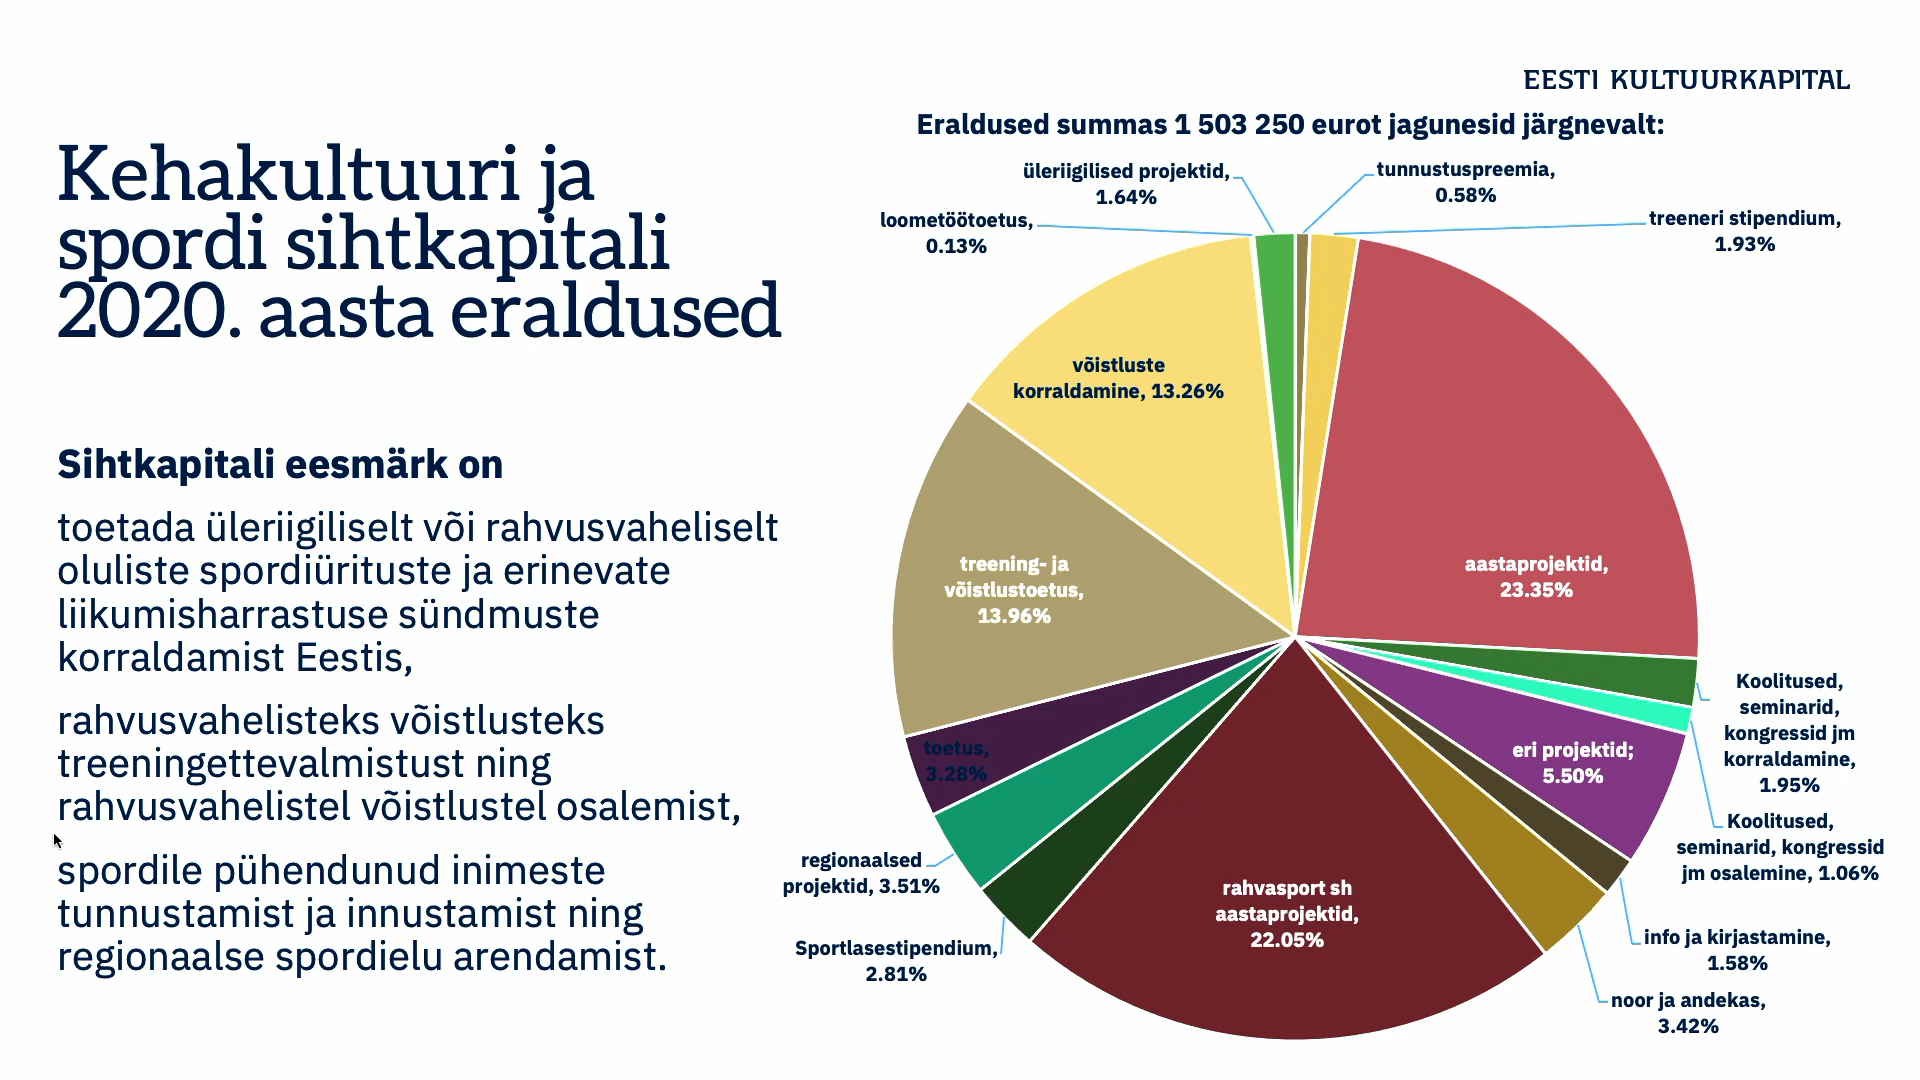 EESTI KULTUURKAPITAL
Kehakultuuri ja
spordi sihtkapitali
2020. aasta eraldused
Sihtkapitali eesmärk on
toetada üleriigiliselt või rahvusvaheliselt
oluliste spordiürituste ja erinevate
liikumisharrastuse sündmuste
korraldamist Eestis,
rahvusvahelisteks võistlusteks
treeningettevalmistust ning
rahvusvahelistel võistlustel osalemist,
spordile pühendunud inimeste
tunnustamist ja innustamist ning
regionaalse spordielu arendamist.
Eraldused summas 1 503 250 eurot jagunesid järgnevalt:
tunnustuspreemia,
0.58%
treeneri stipendium,
1.93%
aastaprojektid,
23.35%
Koolitused,
seminarid,
kongressid jm
korraldamine,
1.95%
Koolitused,
seminarid, kongressid
jm osalemine, 1.06%
eri projektid;
5.50%
info ja kirjastamine,
1.58%
noor ja andekas,
3.42%
rahvasport sh
aastaprojektid,
22.05%
Sportlasestipendium,
2.81%
regionaalsed
projektid, 3.51%
toetus,
3.28%
treening- ja
võistlustoetus,
13.96%
võistluste
korraldamine, 13.26%
loometöötoetus,
0.13%
üleriigilised projektid,
1.64%